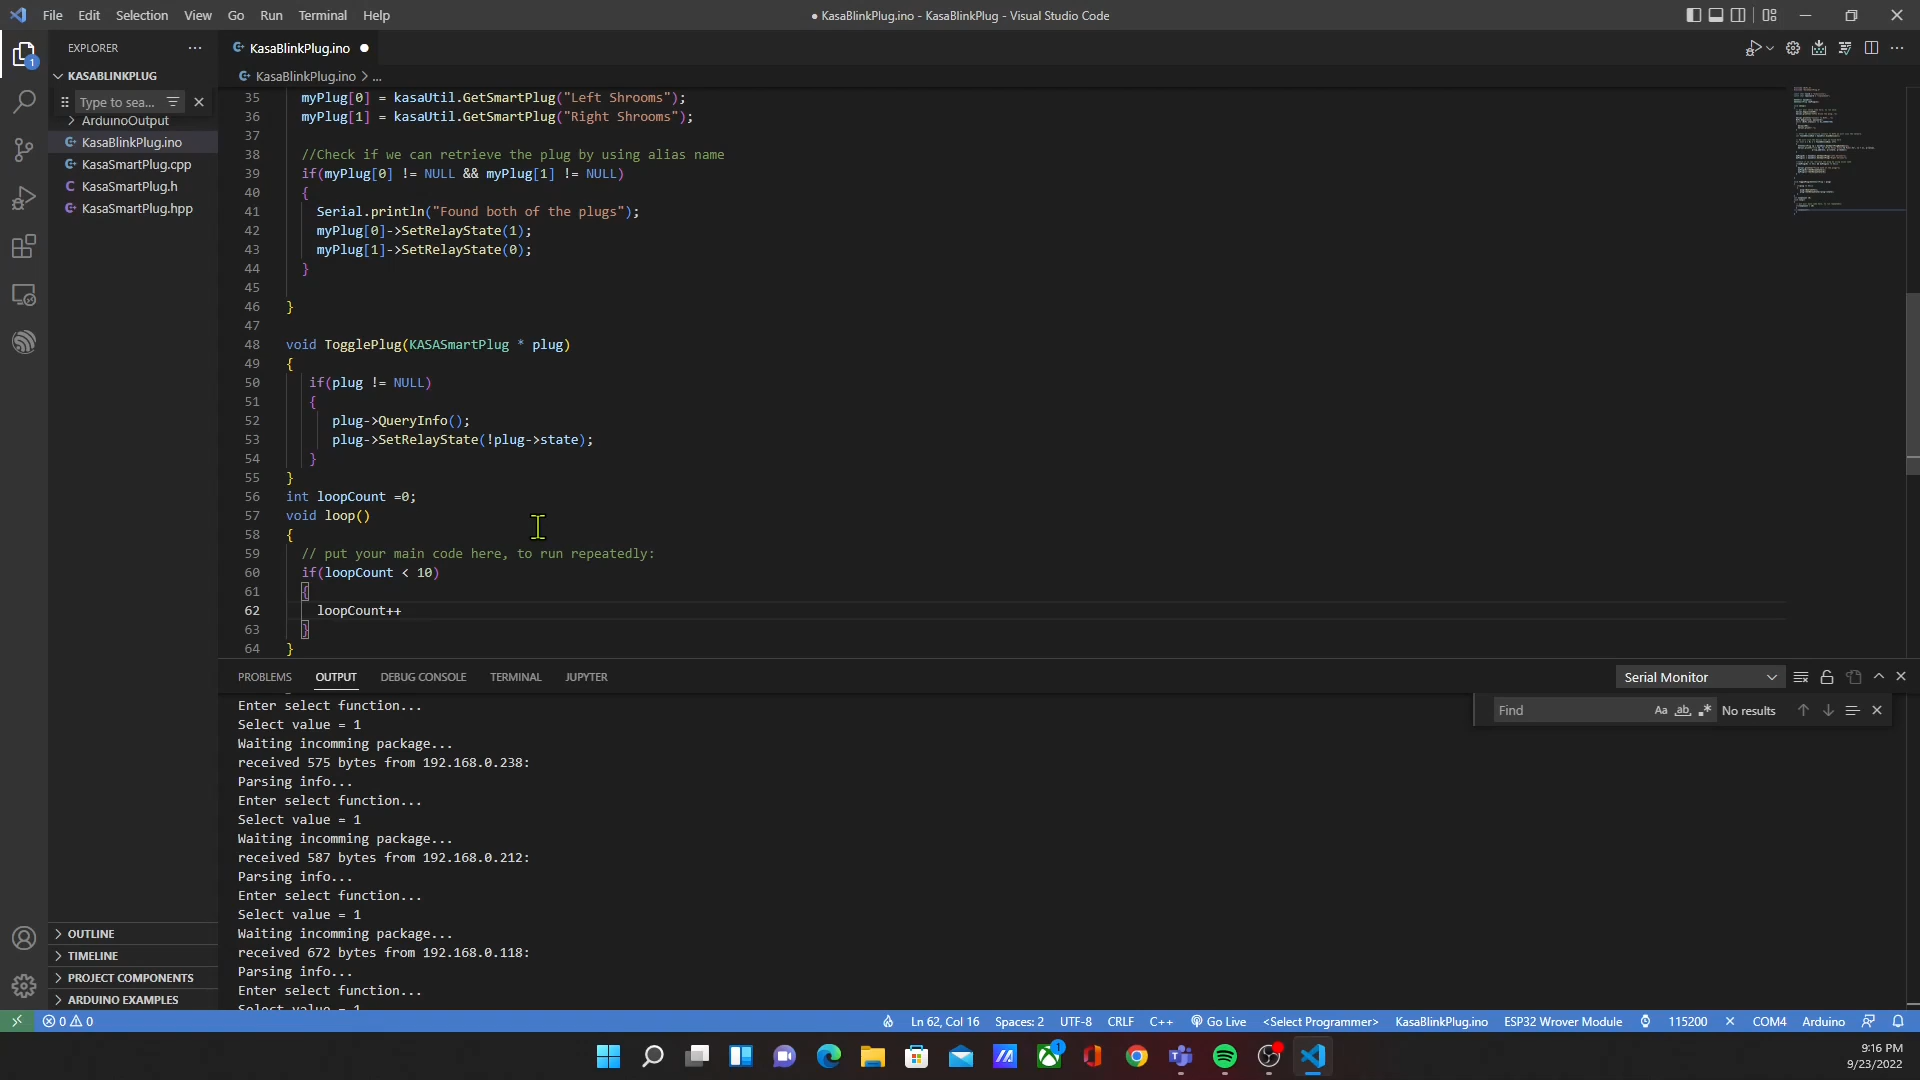 File Edit Selection View Go Run Terminal Help
● KasaBlinkPlug.ino - KasaBlinkPlug - Visual Studio Code
EXPLORER
KasaBlinkPlug.ino
KASABLINKPLUG
KasaBlinkPlug.ino > ...
Type to sea...
ArduinoOutput
KasaBlinkPlug.ino
KasaSmartPlug.cpp
KasaSmartPlug.h
KasaSmartPlug.hpp
1
35 myPlug[0] = kasaUtil.GetSmartPlug("Left Shrooms");
36 myPlug[1] = kasaUtil.GetSmartPlug("Right Shrooms");
37
38 //Check if we can retrieve the plug by using alias name
39 if(myPlug[0] != NULL && myPlug[1] != NULL)
40 {
41 Serial.println("Found both of the plugs");
42 myPlug[0]->SetRelayState(1);
43 myPlug[1]->SetRelayState(0);
44 }
45
46 }
47
48 void TogglePlug(KASASmartPlug * plug)
49 {
50 if(plug != NULL)
51 {
52 plug->QueryInfo();
53 plug->SetRelayState(!plug->state);
54 }
55 }
56 int loopCount =0;
57 void loop()
58 {
59 // put your main code here, to run repeatedly:
60 if(loopCount < 10)
61 {
62 loopCount++
63 }
64 }
PROBLEMS OUTPUT DEBUG CONSOLE TERMINAL JUPYTER
Serial Monitor
Find Aa ab No results
Enter select function...
Select value = 1
Waiting incomming package...
received 575 bytes from 192.168.0.238:
Parsing info...
Enter select function...
Select value = 1
Waiting incomming package...
received 587 bytes from 192.168.0.212:
Parsing info...
Enter select function...
Select value = 1
Waiting incomming package...
received 672 bytes from 192.168.0.118:
Parsing info...
Enter select function...
Select value = 1
OUTLINE
TIMELINE
PROJECT COMPONENTS
ARDUINO EXAMPLES
0 0
Ln 62, Col 16 Spaces: 2 UTF-8 CRLF C++ Go Live <Select Programmer> KasaBlinkPlug.ino ESP32 Wrover Module 115200 COM4 Arduino
1
9:16 PM
9/23/2022